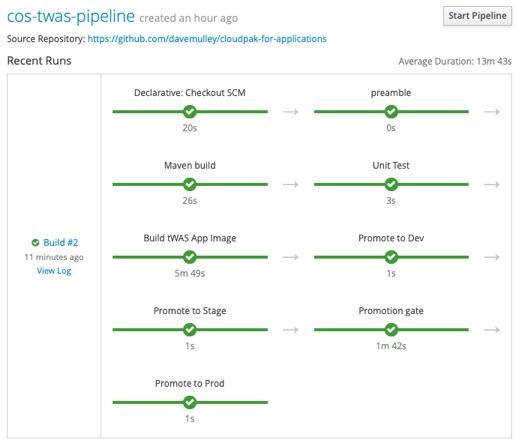 cos-twas-pipeline created an hour ago Start Pipeline
Source Repository: https://github.com/davemulley/cloudpak-for-applications
Recent Runs Average Duration: 13m 43s
Declarative: Checkout SCM preamble
20s 0s
Maven build Unit Test
26s 3s
Build #2
11 minutes ago
View Log
Build tWAS App Image Promote to Dev
5m 49s 1s
Promote to Stage Promotion gate
1s 1m 42s
Promote to Prod
1s